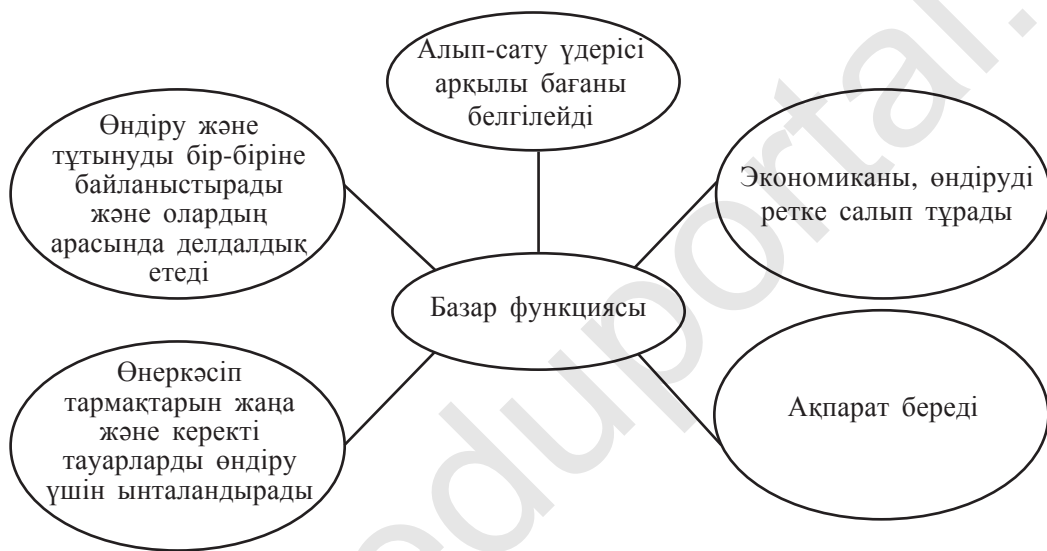 Алып-сату үдерісі
арқылы бағаны
белгілейді
Өндіру және
тұтынуды бір-біріне
байланыстырады
және олардың
арасында делдалдық
етеді
Экономиканы, өндіруді
ретке салып тұрады
Базар функциясы
Өнеркәсіп
тармақтарын жаңа
және керекті
тауарларды өндіру
үшін ынталандырады
Ақпарат береді
eduportal.